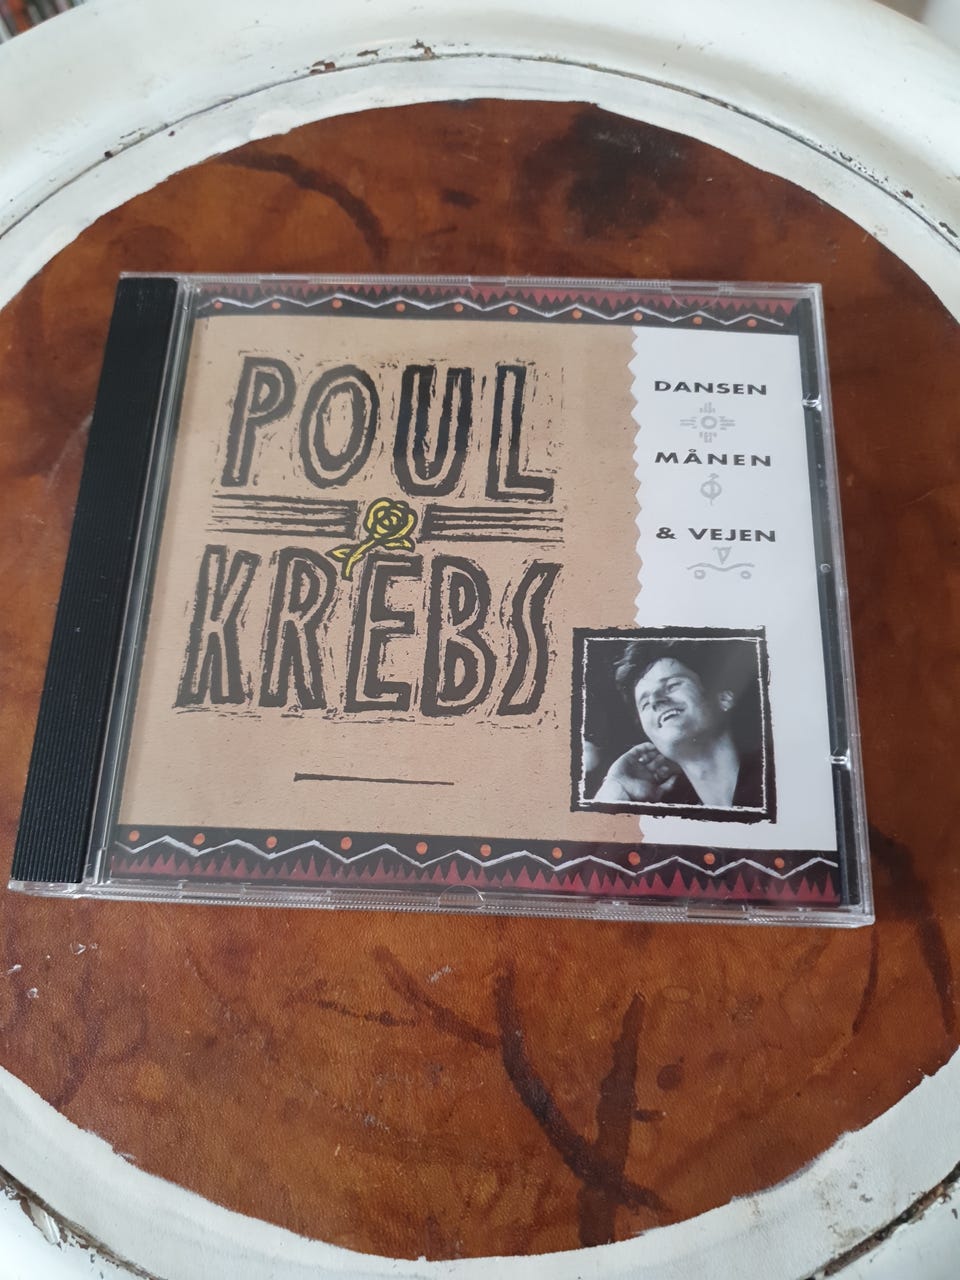 POUL
KREBS
DANSEN
MÅNEN
& VEJEN